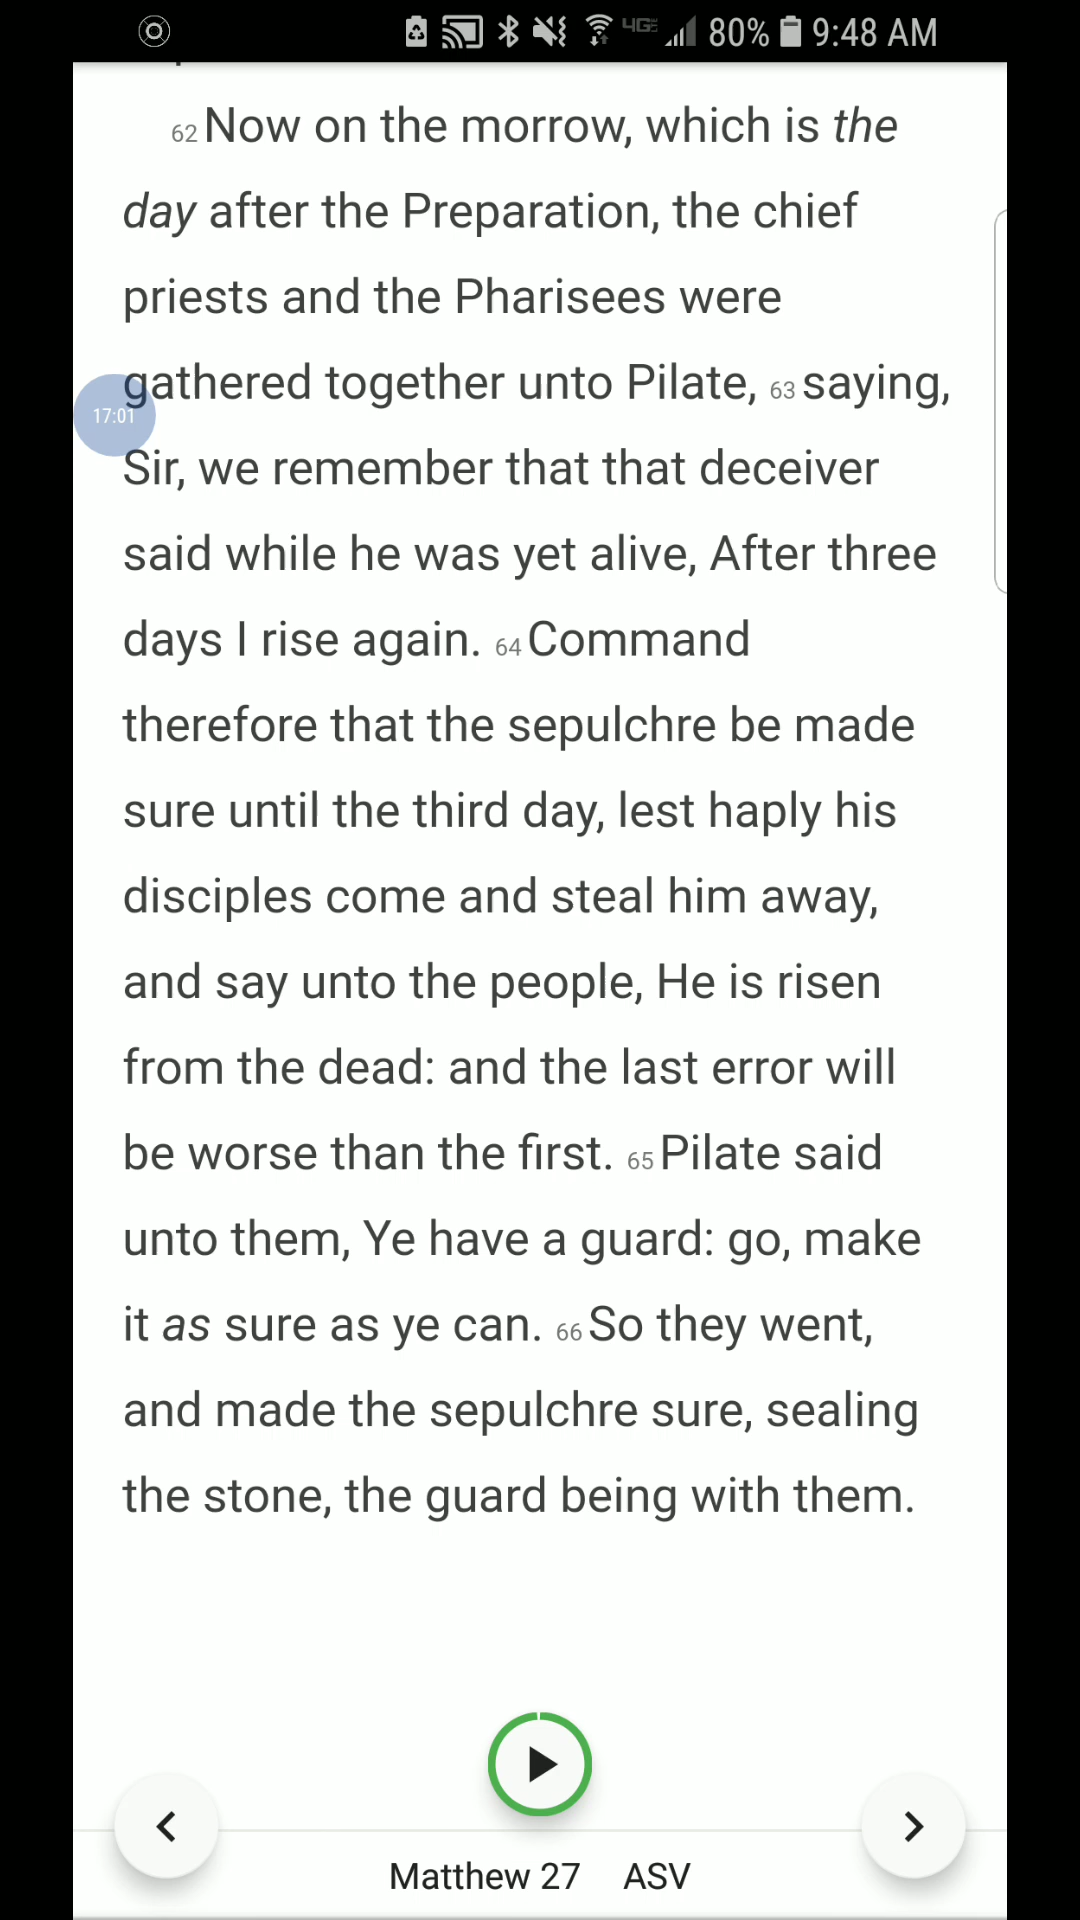 4G 80% 9:48 AM
62 Now on the morrow, which is the
day after the Preparation, the chief
priests and the Pharisees were
gathered together unto Pilate, 63 saying,
17:01
Sir, we remember that that deceiver
said while he was yet alive, After three
days I rise again. 64 Command
therefore that the sepulchre be made
sure until the third day, lest haply his
disciples come and steal him away,
and say unto the people, He is risen
from the dead: and the last error will
be worse than the first. 65 Pilate said
unto them, Ye have a guard: go, make
it as sure as ye can. 66 So they went,
and made the sepulchre sure, sealing
the stone, the guard being with them.
Matthew 27 ASV